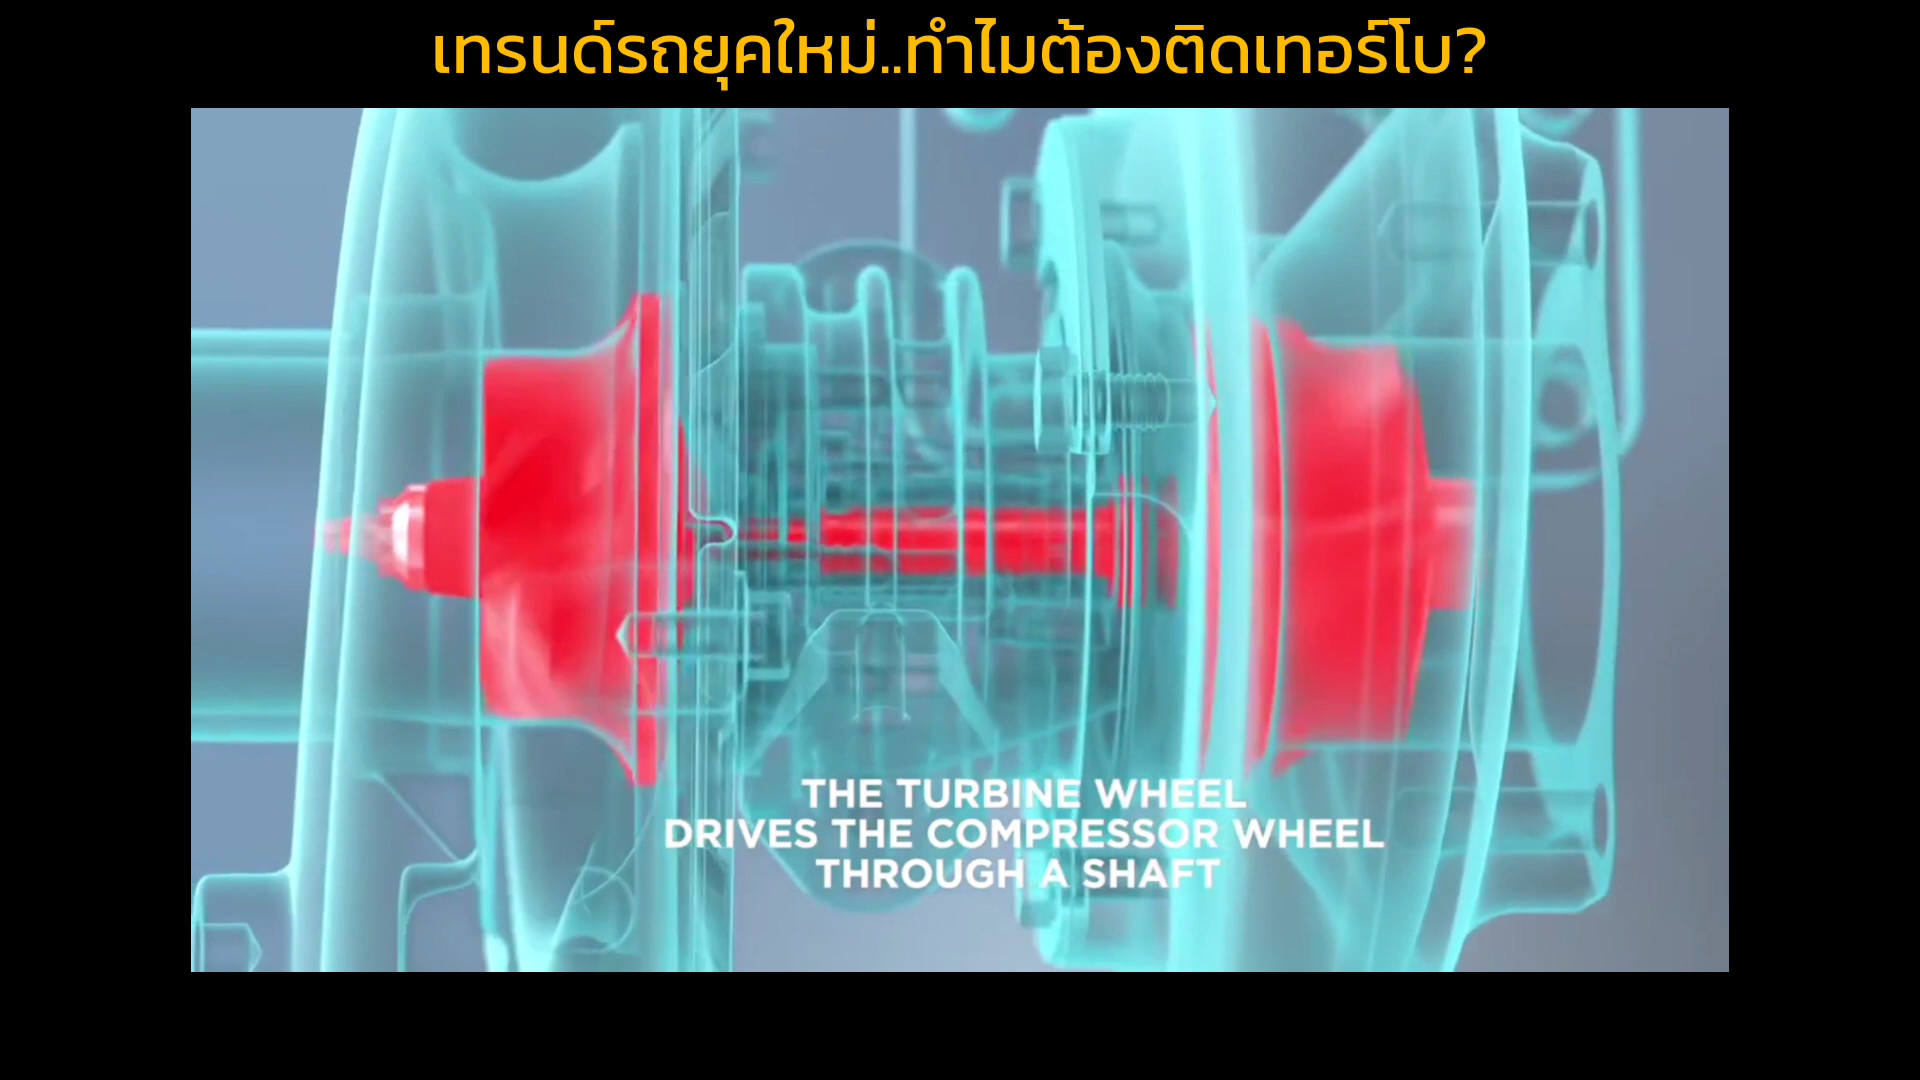 เทรนด์รถยุคใหม่..ทำไมต้องติดเทอร์โบ?
THE TURBINE WHEEL
DRIVES THE COMPRESSOR WHEEL
THROUGH A SHAFT